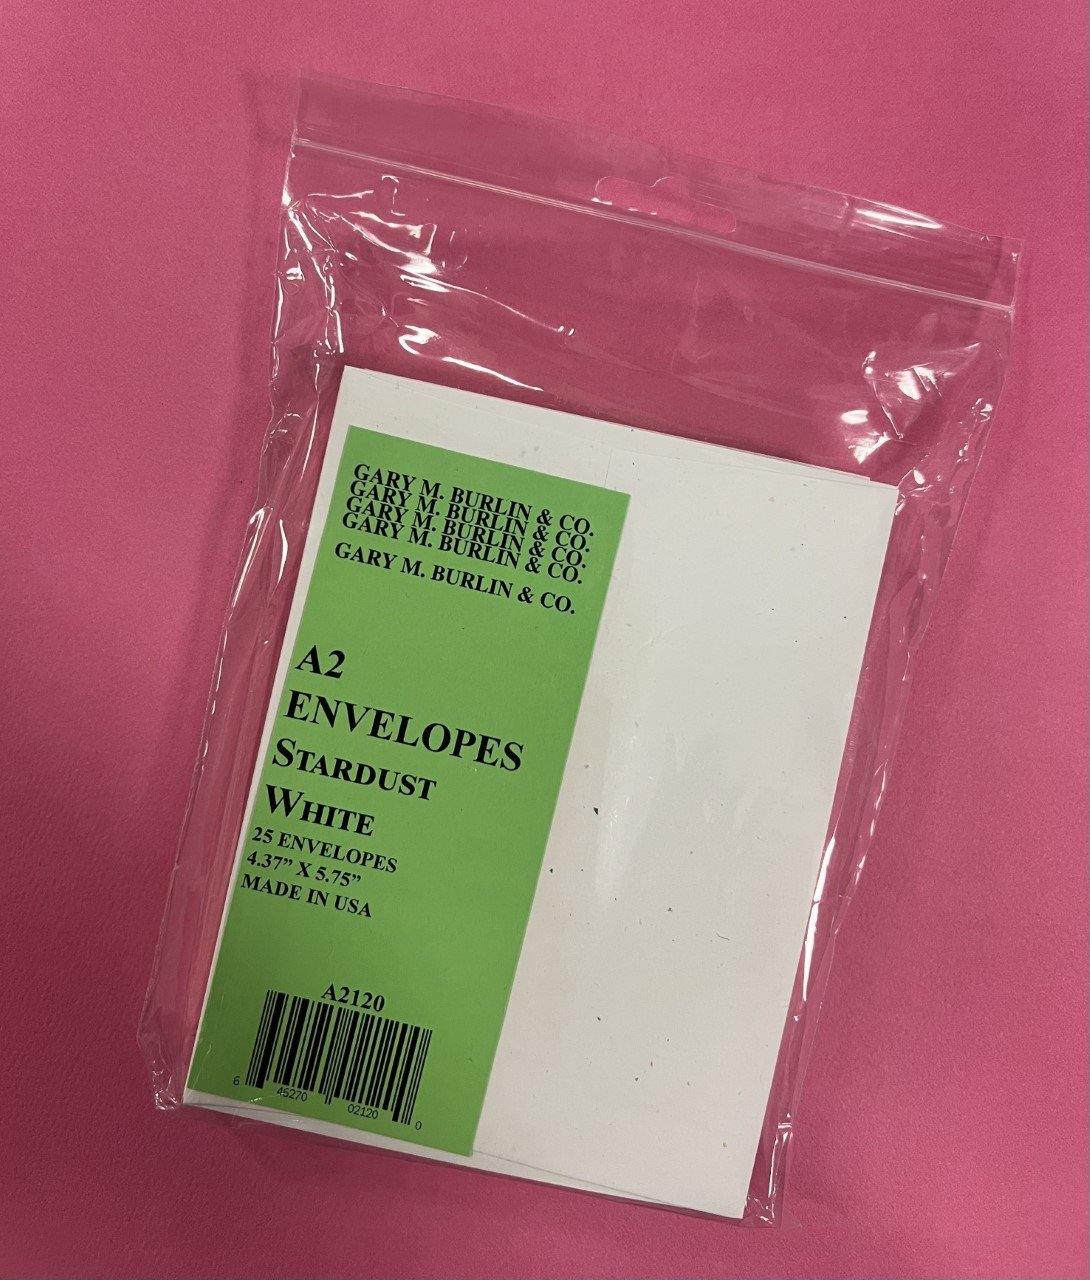 GARY M. BURLIN & CO.
GARY M. BURLIN & CO.
GARY M. BURLIN & CO.
GARY M. BURLIN & CO.
GARY M. BURLIN & CO.
A2
ENVELOPES
STARDUST
WHITE
25 ENVELOPES
4.37” X 5.75”
MADE IN USA
A2120
6 45270 02120 0